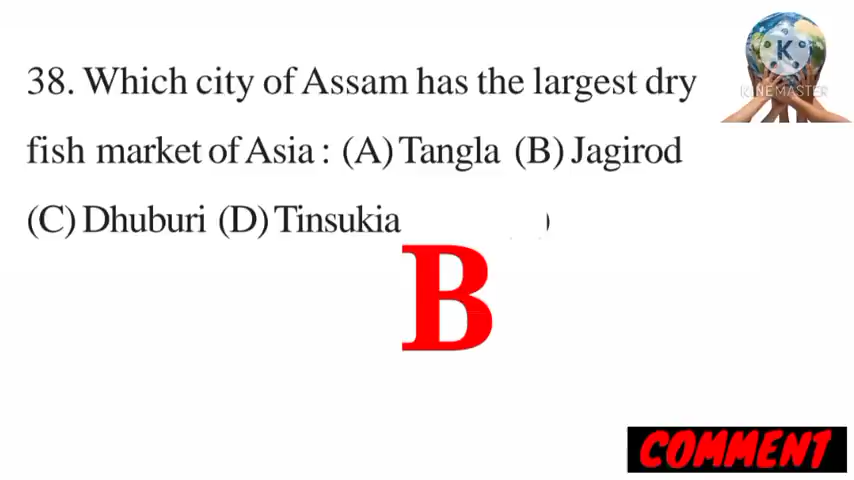 38. Which city of Assam has the largest dry
fish market of Asia : (A) Tangla (B) Jagirod
(C) Dhuburi (D) Tinsukia )
B
K
KINEMASTER
COMMENT